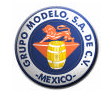 GRUPO MODELO, S.A. DE C.V.
-MEXICO-